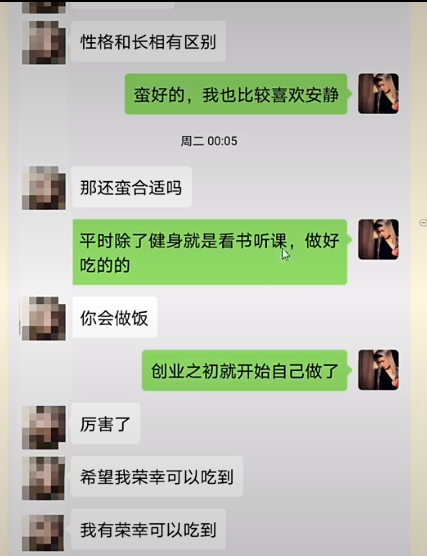 性格和长相有区别
蛮好的，我也比较喜欢安静
周二 00:05
那还蛮合适吗
平时除了健身就是看书听课，做好
吃的的
你会做饭
创业之初就开始自己做了
厉害了
希望我荣幸可以吃到
我有荣幸可以吃到